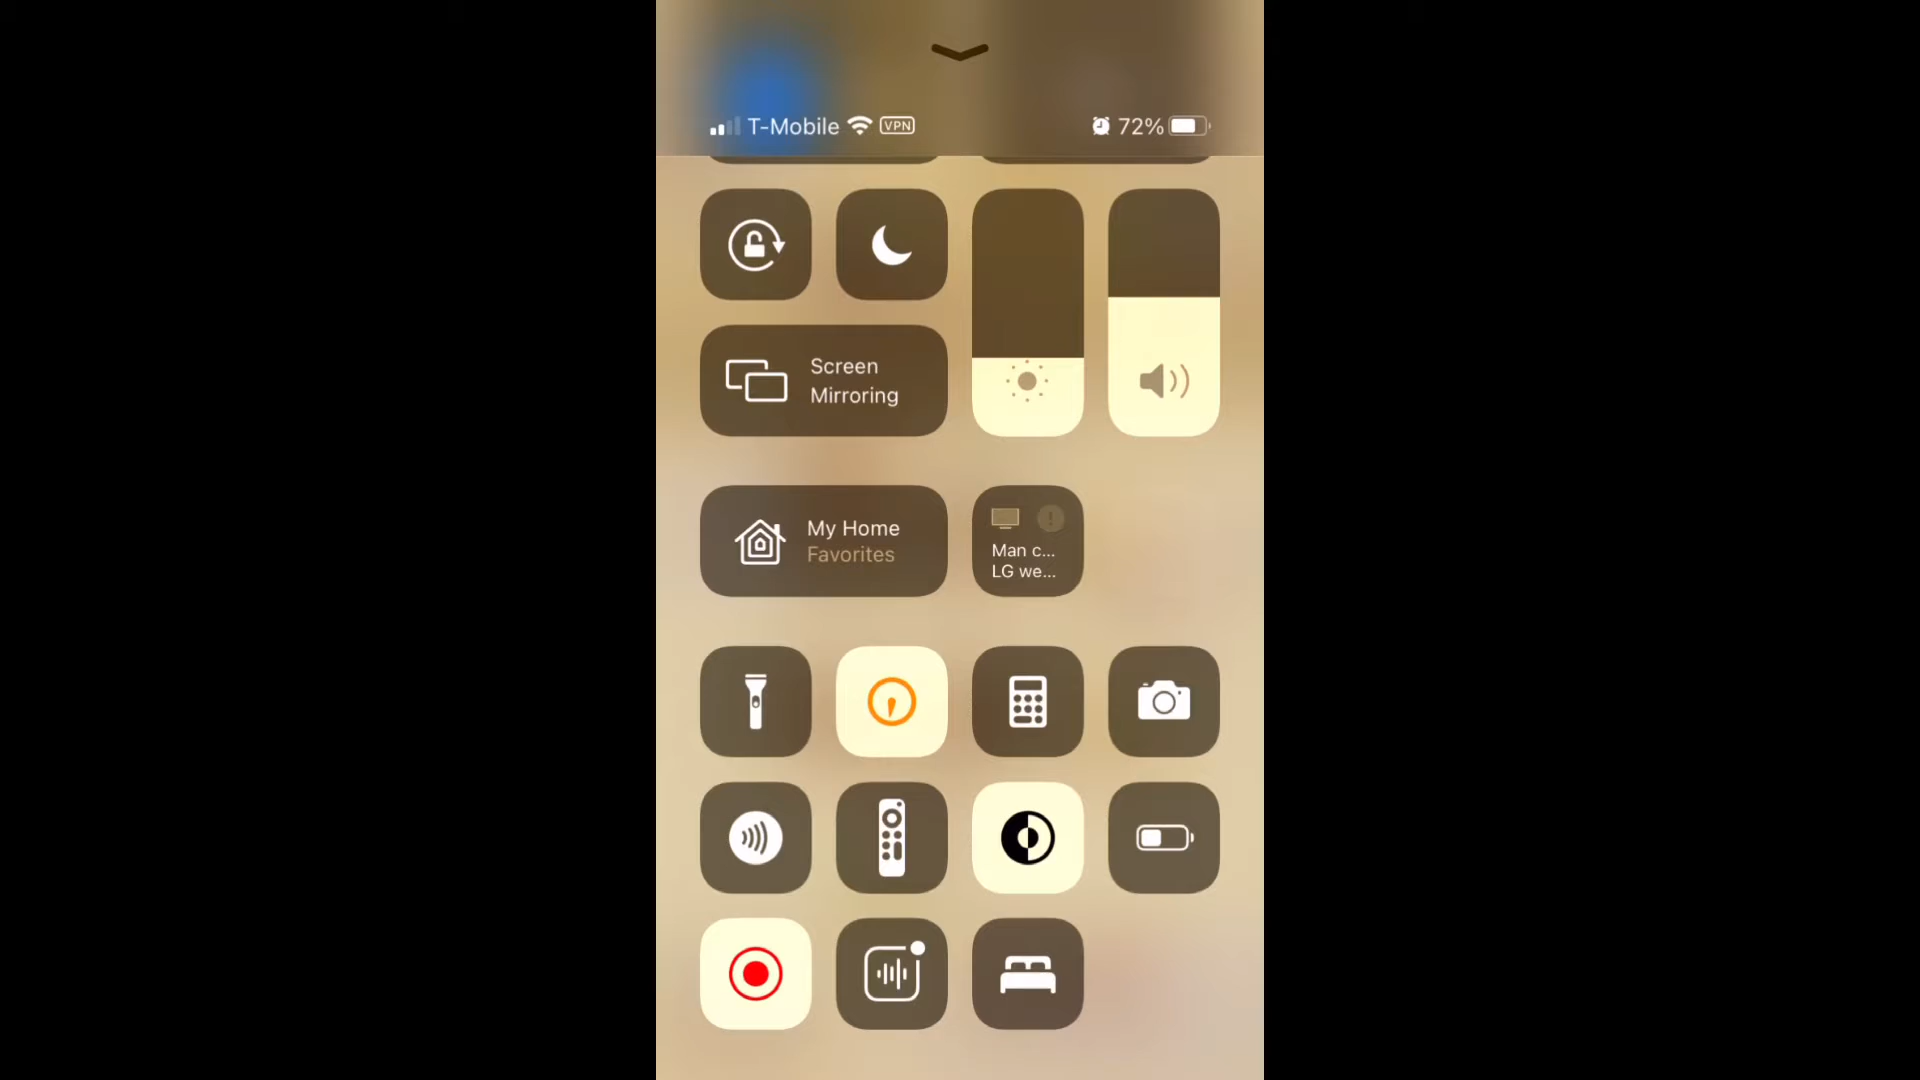 T-Mobile VPN 72%
Screen
Mirroring
My Home
Favorites
Man c...
LG we...